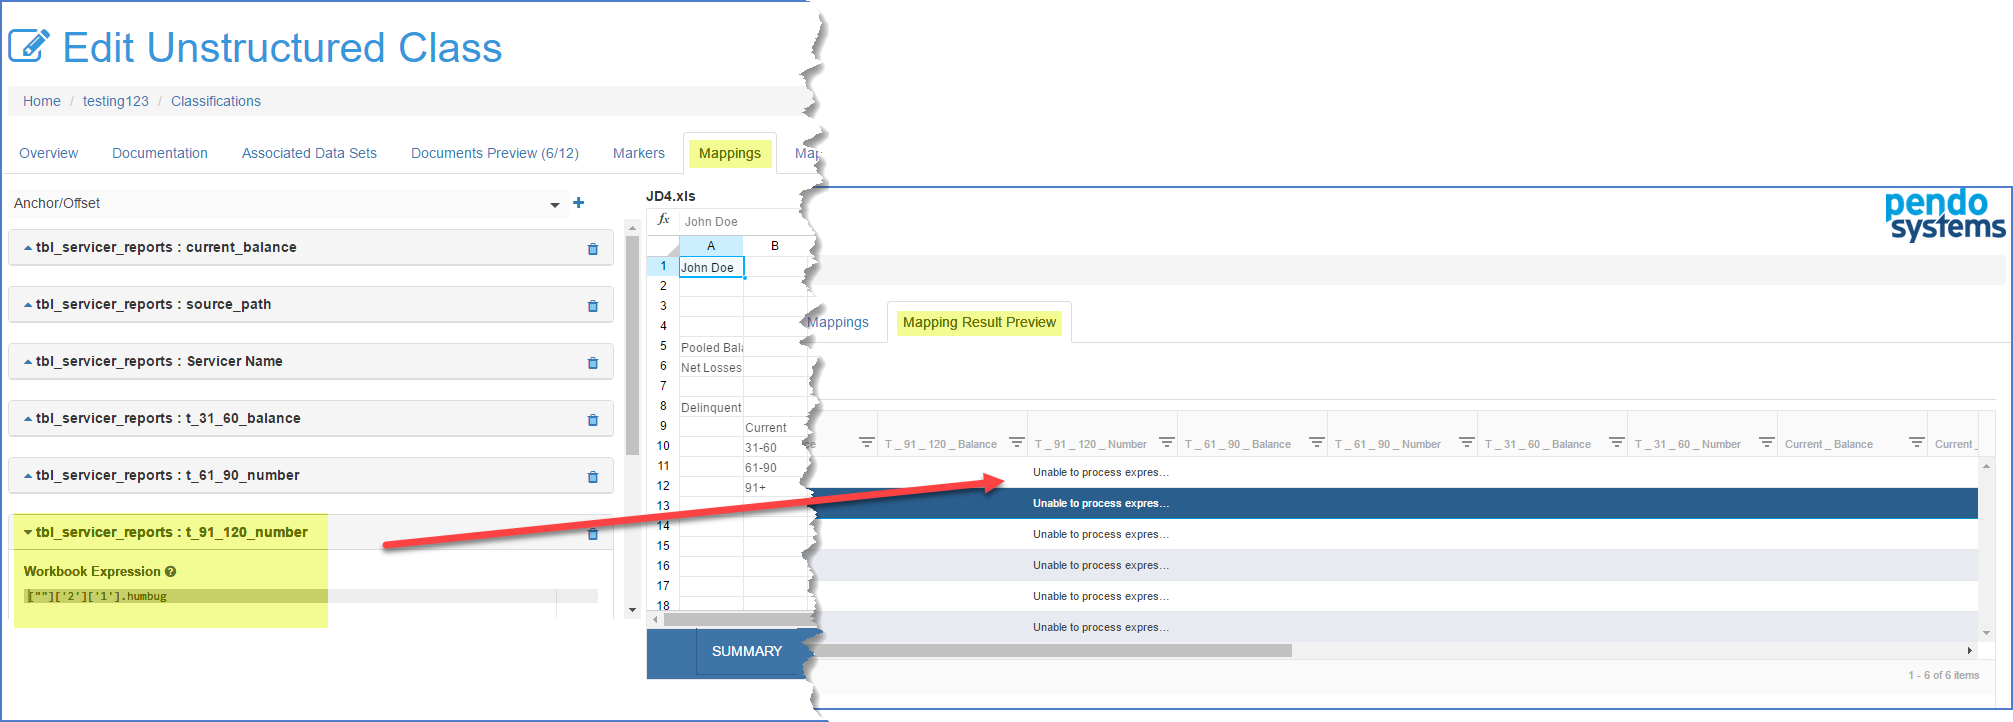 Edit Unstructured Class
Home / testing123 / Classifications
Overview Documentation Associated Data Sets Documents Preview (6/12) Markers Mappings
Anchor/Offset
tbl_servicer_reports : current_balance
tbl_servicer_reports : source_path
tbl_servicer_reports : Servicer Name
tbl_servicer_reports : t_31_60_balance
tbl_servicer_reports : t_61_90_number
tbl_servicer_reports : t_91_120_number
Workbook Expression
[""]['2']['1'].humbug
JD4.xls
fx John Doe
A B
1 John Doe
2
3
4
5 Pooled Bala
6 Net Losses
7
8 Delinquent
9 Current
10 31-60
11 61-90
12 91+
13
14
15
16
17
18
SUMMARY
pendo
systems
Mappings Mapping Result Preview
T_91_120_Balance T_91_120_Number T_61_90_Balance T_61_90_Number T_31_60_Balance T_31_60_Number Current_Balance Current_
Unable to process expres...
Unable to process expres...
Unable to process expres...
Unable to process expres...
Unable to process expres...
Unable to process expres...
1 - 6 of 6 items